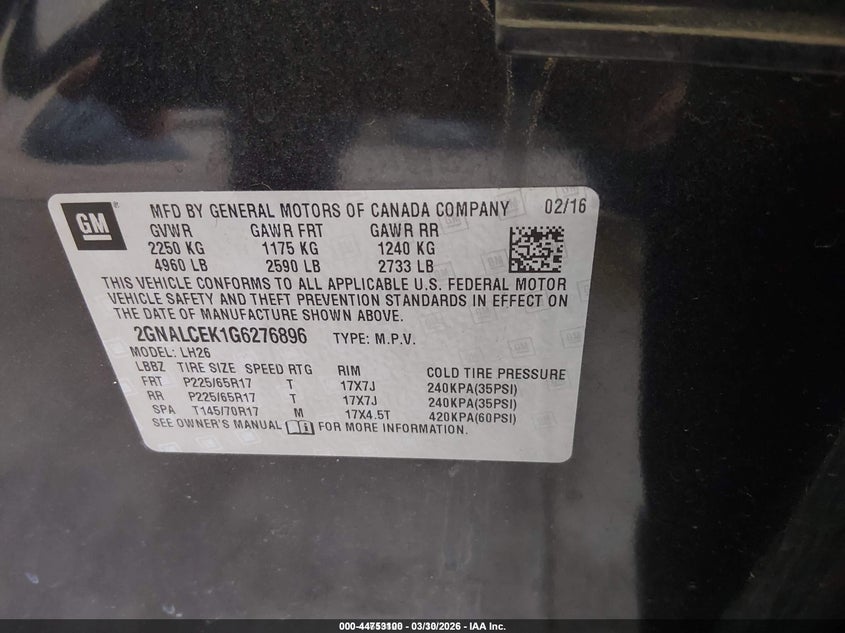 GM
MFD BY GENERAL MOTORS OF CANADA COMPANY 02/16
GVWR GAWR FRT GAWR RR
2250 KG 1175 KG 1240 KG
4960 LB 2590 LB 2733 LB
THIS VEHICLE CONFORMS TO ALL APPLICABLE U.S. FEDERAL MOTOR
VEHICLE SAFETY AND THEFT PREVENTION STANDARDS IN EFFECT ON
THE DATE OF MANUFACTURE SHOWN ABOVE.
2GNALCEK1G6276896 TYPE: M.P.V.
MODEL: LH26
LBBZ TIRE SIZE SPEED RTG RIM COLD TIRE PRESSURE
FRT P225/65R17 T 17X7J 240KPA(35PSI)
RR P225/65R17 T 17X7J 240KPA(35PSI)
SPA T145/70R17 M 17X4.5T 420KPA(60PSI)
SEE OWNER'S MANUAL FOR MORE INFORMATION.
03/30/2026 - IAA Inc.